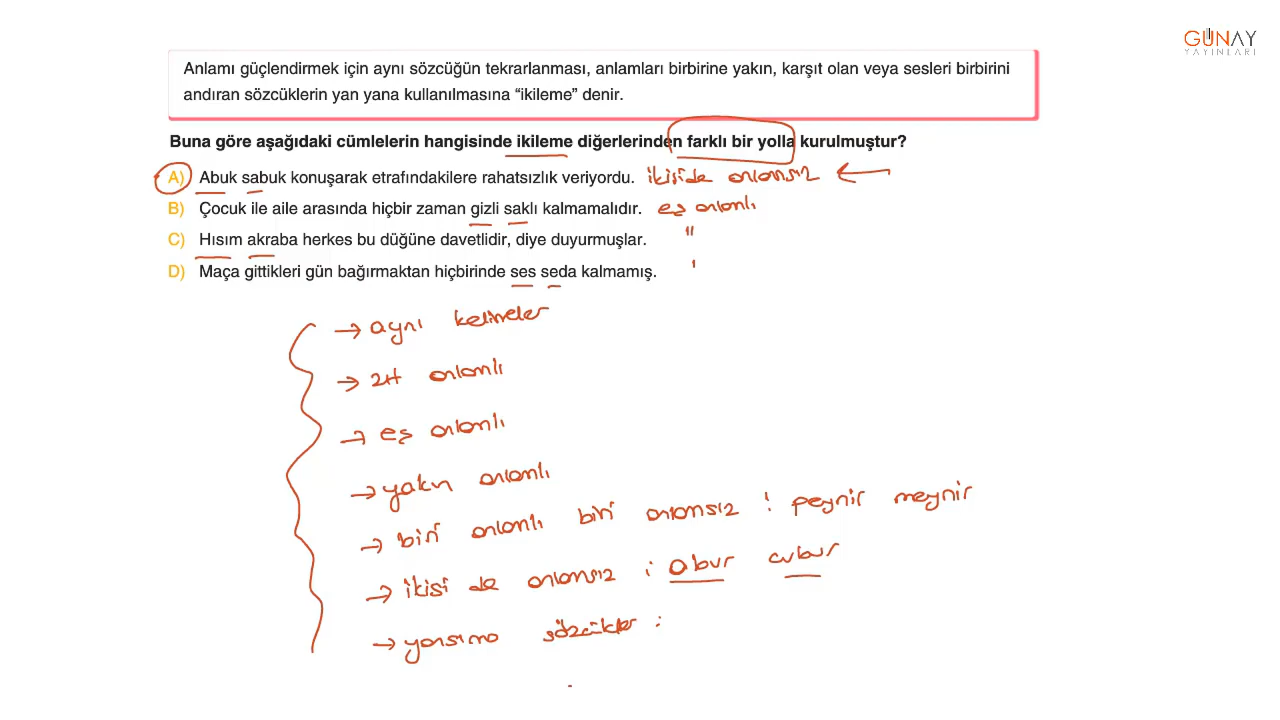 GÜNAY
YAYINLARI
Anlamı güçlendirmek için aynı sözcüğün tekrarlanması, anlamları birbirine yakın, karşıt olan veya sesleri birbirini
andıran sözcüklerin yan yana kullanılmasına “ikileme” denir.
Buna göre aşağıdaki cümlelerin hangisinde ikileme diğerlerinden farklı bir yolla kurulmuştur?
A) Abuk sabuk konuşarak etrafındakilere rahatsızlık veriyordu. ikiside anlamsız ←
B) Çocuk ile aile arasında hiçbir zaman gizli saklı kalmamalıdır. eş anlamlı
C) Hısım akraba herkes bu düğüne davetlidir, diye duyurmuşlar. "
D) Maça gittikleri gün bağırmaktan hiçbirinde ses seda kalmamış. '
→ aynı kelimeler
→ zıt anlamlı
→ eş anlamlı
→ yakın anlamlı
→ biri anlamlı biri anlamsız : peynir meynir
→ ikisi de anlamsız : abur cubur
→ yansıma sözcükler :